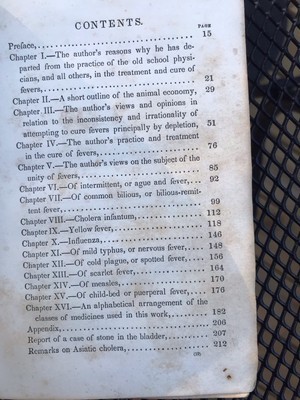 CONTENTS.
PAGE
Preface, 15
Chapter I.—The author's reasons why he has de-
parted from the practice of the old school physi-
cians, and all others, in the treatment and cure of
fevers, 21
Chapter II.—A short outline of the animal economy, 29
Chapter III.—The author's views and opinions in
relation to the inconsistency and irrationality of
attempting to cure fevers principally by depletion, 51
Chapter IV.—The author's practice and treatment
in the cure of fevers, 76
Chapter V.—The author's views on the subject of the
unity of fevers, 85
Chapter VI.—Of intermittent, or ague and fever, 92
Chapter VII.—Of common bilious, or bilious-remit-
tent fever, 99
Chapter VIII.—Cholera infantum, 112
Chapter IX.—Yellow fever, 118
Chapter X.—Influenza, 146
Chapter XI.—Of mild typhus, or nervous fever, 148
Chapter XII.—Of cold plague, or spotted fever, 156
Chapter XIII.—Of scarlet fever, 164
Chapter XIV.—Of measles, 170
Chapter XV.—Of child-bed or puerperal fever, 176
Chapter XVI.—An alphabetical arrangement of the
classes of medicines used in this work, 182
Appendix, 206
Report of a case of stone in the bladder, 207
Remarks on Asiatic cholera, 212